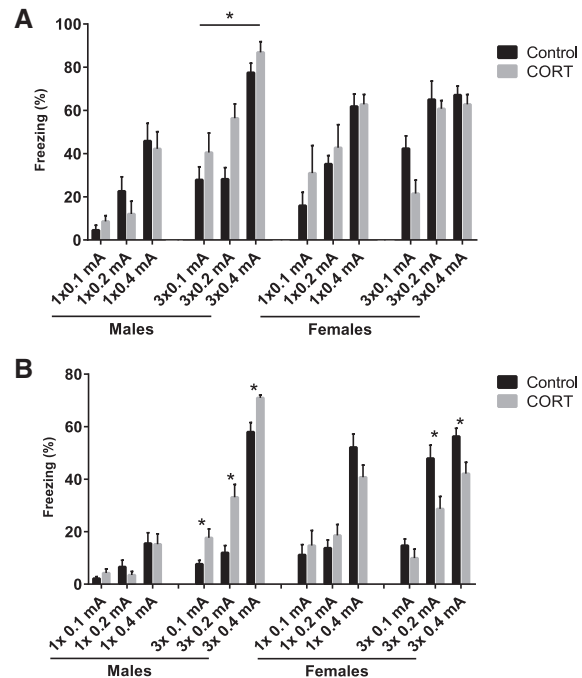 A
*
Control
CORT
Freezing (%)
100
80
60
40
20
0
1x0.1 mA
1x0.2 mA
1x0.4 mA
3x0.1 mA
3x0.2 mA
3x0.4 mA
1x0.1 mA
1x0.2 mA
1x0.4 mA
3x0.1 mA
3x0.2 mA
3x0.4 mA
Males
Females
B
Control
CORT
Freezing (%)
80
60
40
20
0
*
*
*
*
*
1x 0.1 mA
1x 0.2 mA
1x 0.4 mA
3x 0.1 mA
3x 0.2 mA
3x 0.4 mA
1x 0.1 mA
1x 0.2 mA
1x 0.4 mA
3x 0.1 mA
3x 0.2 mA
3x 0.4 mA
Males
Females